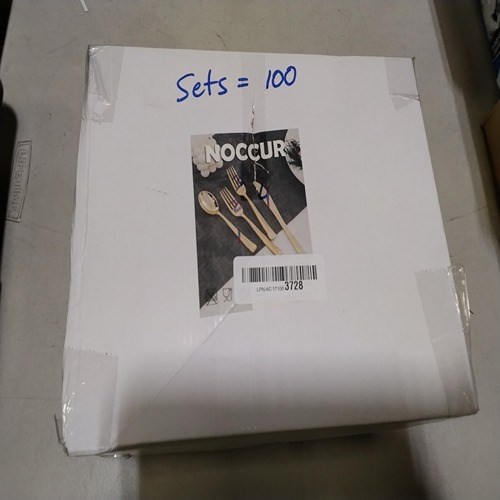 Sets = 100
NOCCUR
3728